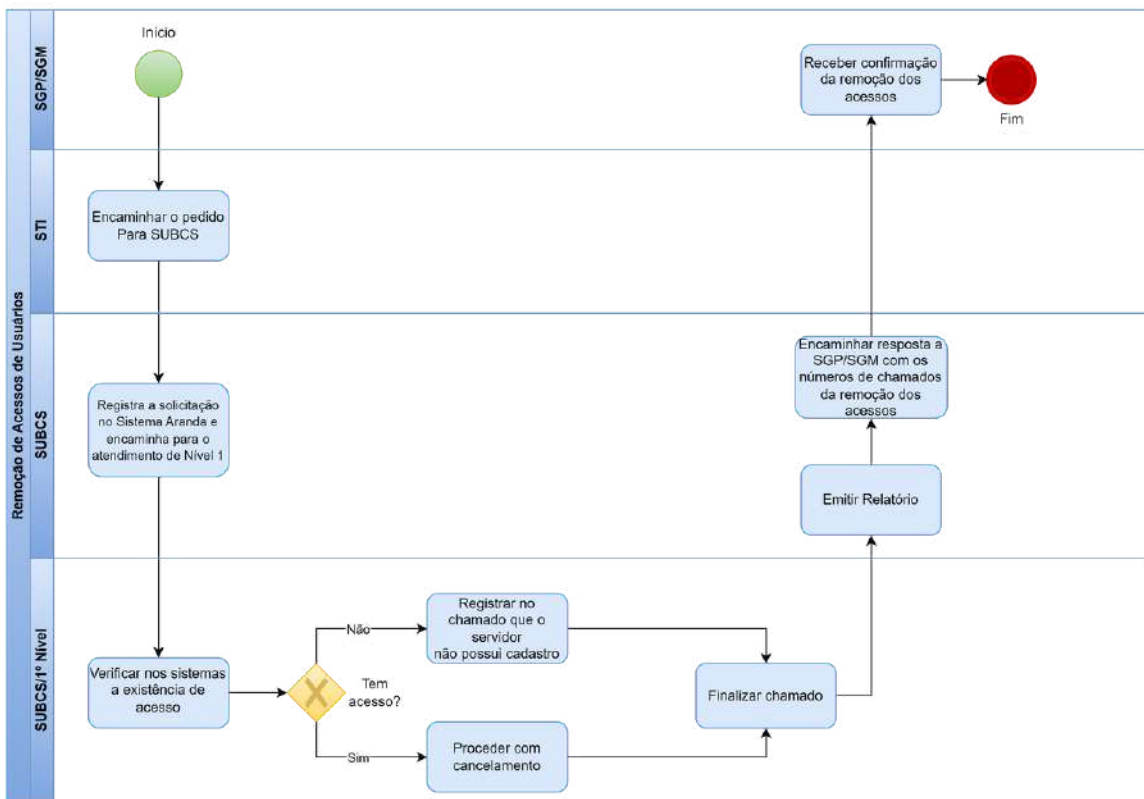 Remoção de Acessos de Usuários
SGP/SGM
Início
Receber confirmação
da remoção dos
acessos
Fim
STI
Encaminhar o pedido
Para SUBCS
SUBCS
Registra a solicitação
no Sistema Aranda e
encaminha para o
atendimento de Nível 1
Encaminhar resposta a
SGP/SGM com os
números de chamados
da remoção dos
acessos
Emitir Relatório
SUBCS/1º Nível
Verificar nos sistemas
a existência de
acesso
Tem
acesso?
Não
Registrar no
chamado que o
servidor
não possui cadastro
Sim
Proceder com
cancelamento
Finalizar chamado